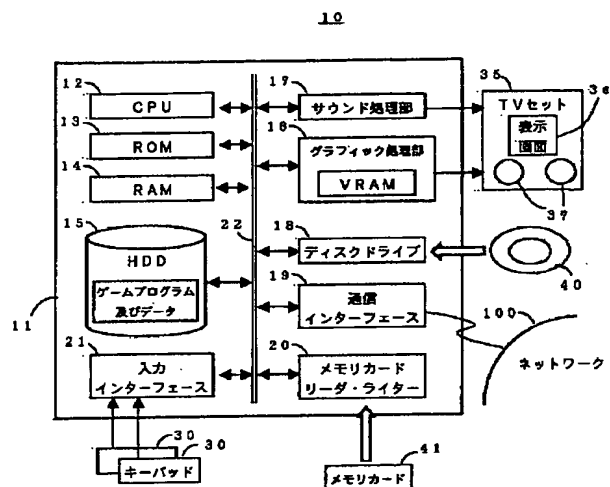 10
12
CPU
13
ROM
14
RAM
15
HDD
ゲームプログラム
及びデータ
11
21
入力
インターフェース
30
30
キーパッド
22
17
サウンド処理部
16
グラフィック処理部
VRAM
18
ディスクドライブ
19
通信
インターフェース
20
メモリカード
リーダ・ライター
41
メモリカード
35
TVセット
36
表示
画面
37
40
100
ネットワーク